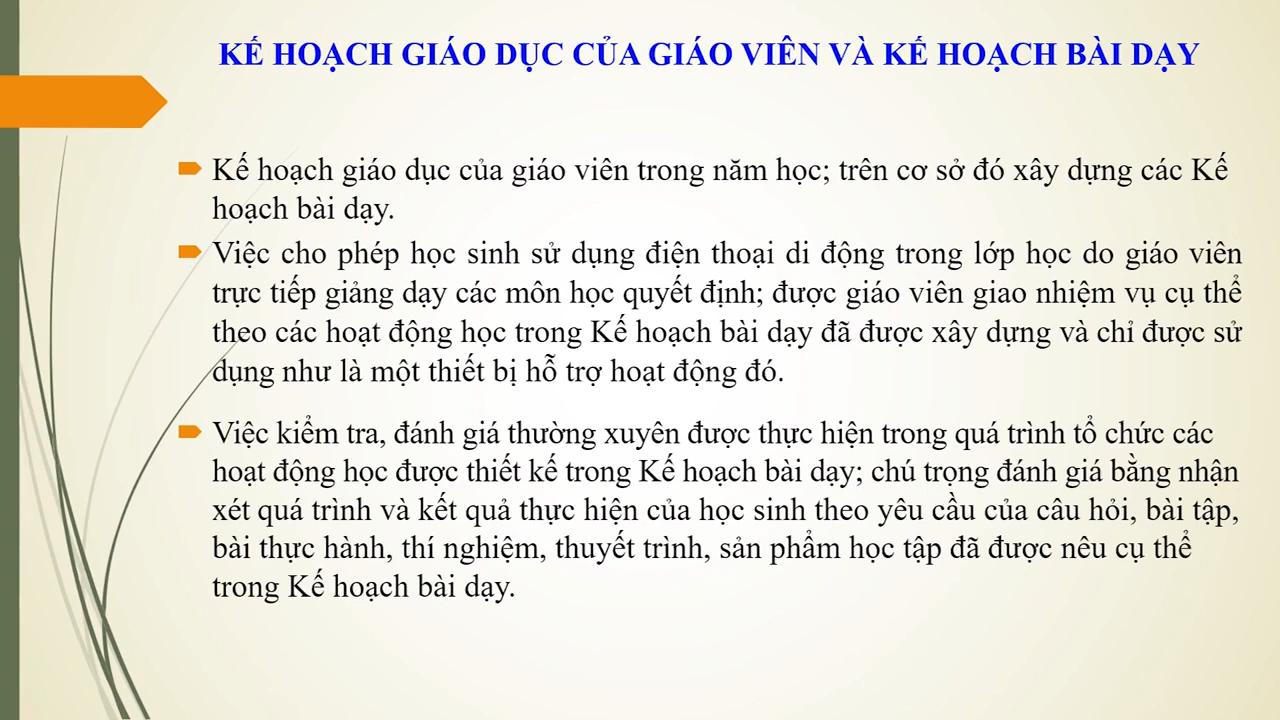 KẾ HOẠCH GIÁO DỤC CỦA GIÁO VIÊN VÀ KẾ HOẠCH BÀI DẠY
Kế hoạch giáo dục của giáo viên trong năm học; trên cơ sở đó xây dựng các Kế
hoạch bài dạy.
Việc cho phép học sinh sử dụng điện thoại di động trong lớp học do giáo viên
trực tiếp giảng dạy các môn học quyết định; được giáo viên giao nhiệm vụ cụ thể
theo các hoạt động học trong Kế hoạch bài dạy đã được xây dựng và chỉ được sử
dụng như là một thiết bị hỗ trợ hoạt động đó.
Việc kiểm tra, đánh giá thường xuyên được thực hiện trong quá trình tổ chức các
hoạt động học được thiết kế trong Kế hoạch bài dạy; chú trọng đánh giá bằng nhận
xét quá trình và kết quả thực hiện của học sinh theo yêu cầu của câu hỏi, bài tập,
bài thực hành, thí nghiệm, thuyết trình, sản phẩm học tập đã được nêu cụ thể
trong Kế hoạch bài dạy.